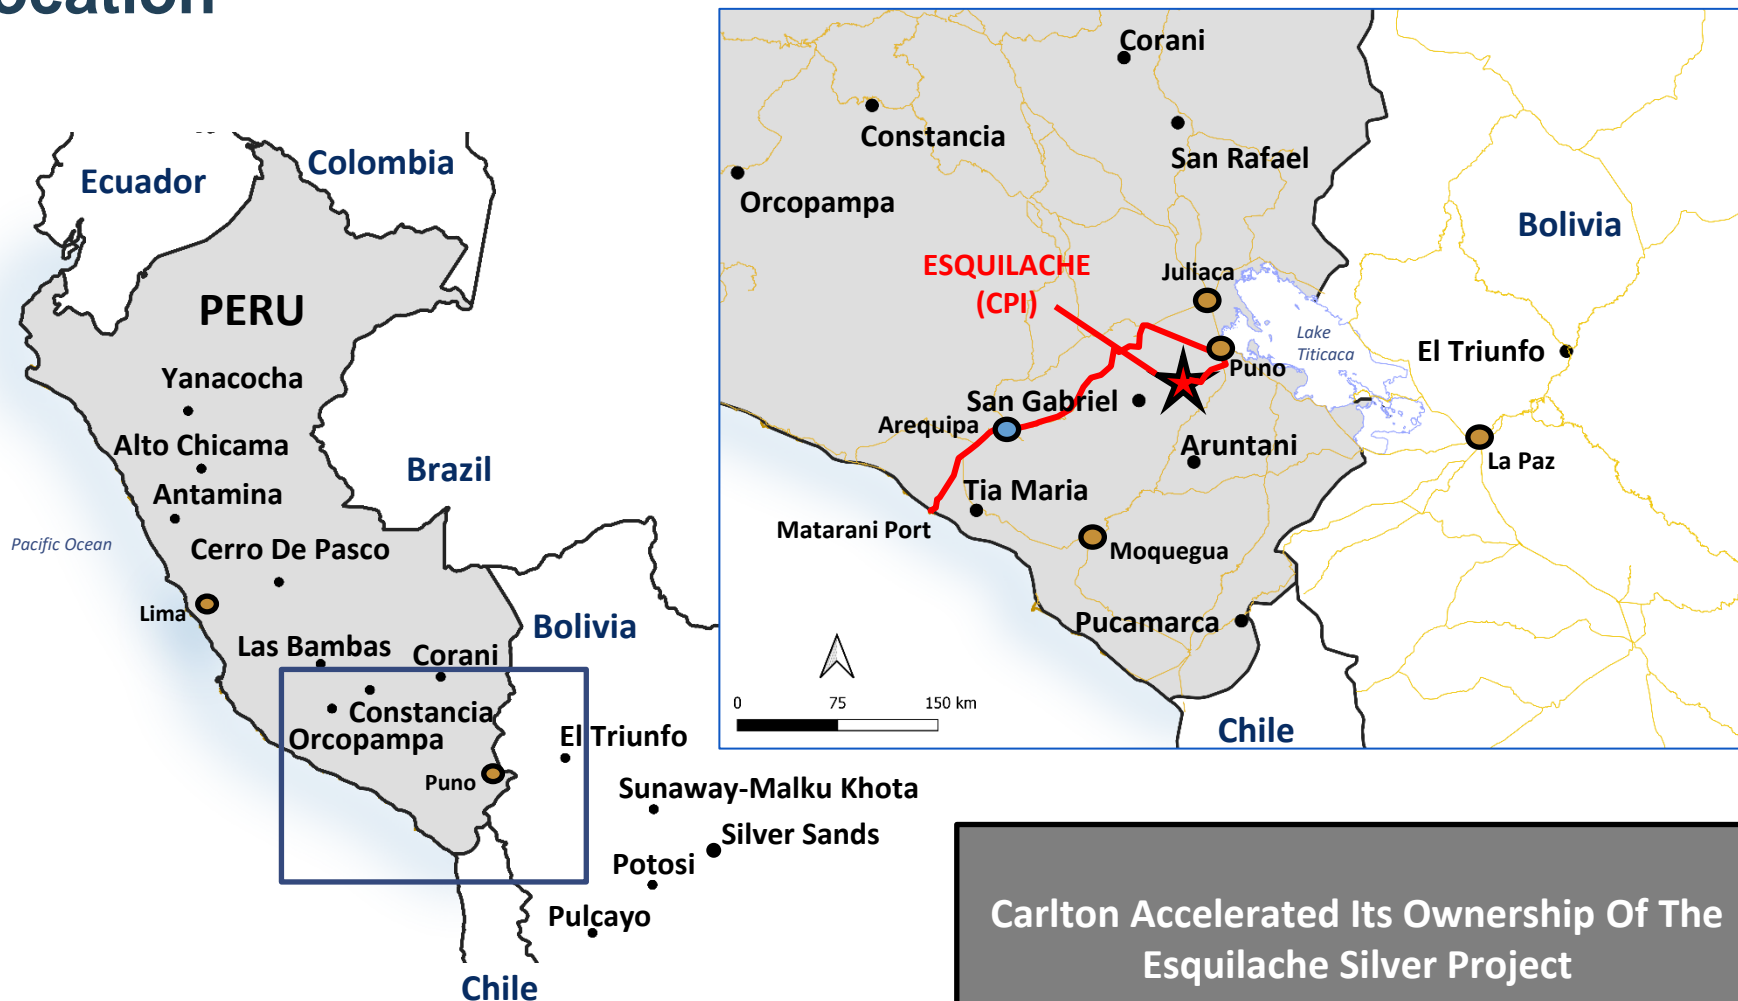 Ecuador
Colombia
PERU
Yanacocha
Alto Chicama
Antamina
Brazil
Pacific Ocean
Cerro De Pasco
Lima
Bolivia
Las Bambas
Corani
Constancia
Orcopampa
Puno
El Triunfo
Sunaway-Malku Khota
Silver Sands
Potosi
Pulcayo
Chile
Corani
Constancia
San Rafael
Orcopampa
Bolivia
ESQUILACHE
(CPI)
Juliaca
Lake
Titicaca
El Triunfo
Puno
San Gabriel
Arequipa
Aruntani
La Paz
Tia Maria
Matarani Port
Moquegua
Pucamarca
0 75 150 km
Chile
Carlton Accelerated Its Ownership Of The
Esquilache Silver Project